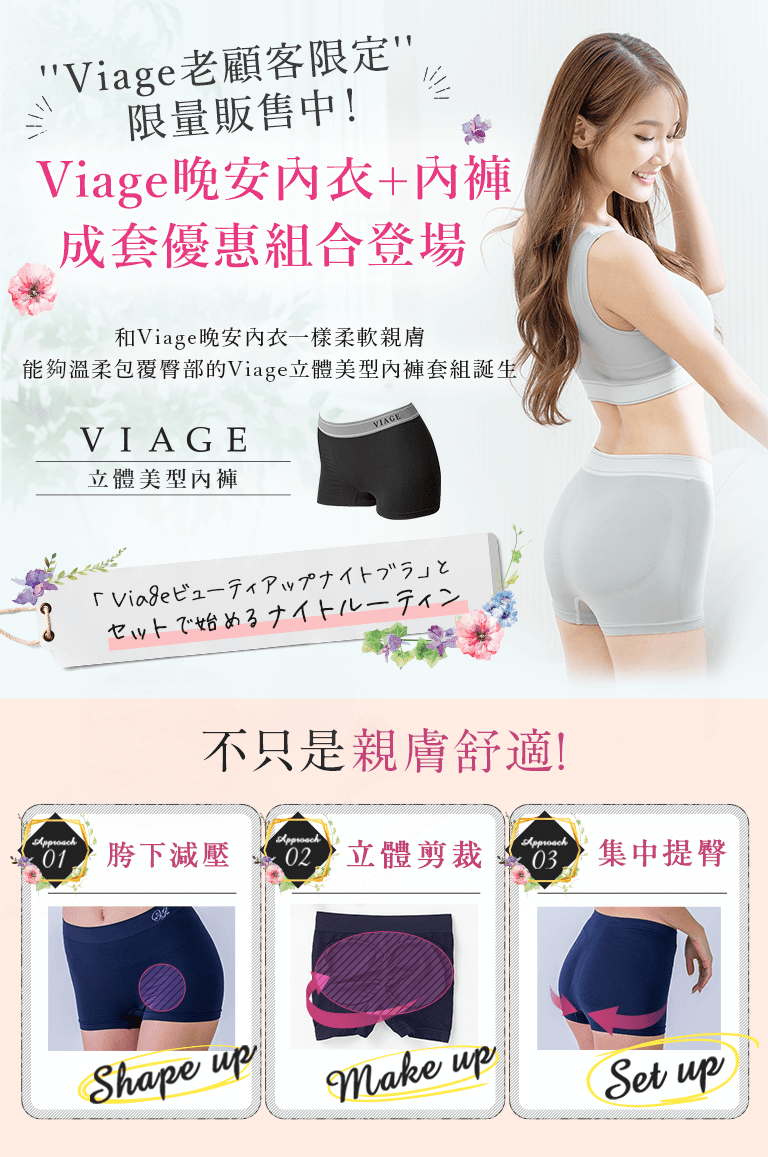 ''Viage老顧客限定''
限量販售中!
Viage晚安內衣+內褲
成套優惠組合登場
和Viage晚安內衣一樣柔軟親膚
能夠溫柔包覆臀部的Viage立體美型內褲套組誕生
VIAGE
VIAGE
立體美型內褲
「Viageビューティアップナイトブラ」と
セットで始めるナイトルーティン
不只是親膚舒適!
Approach
01
胯下減壓
Shape up
Approach
02
立體剪裁
Make up
Approach
03
集中提臀
Set up